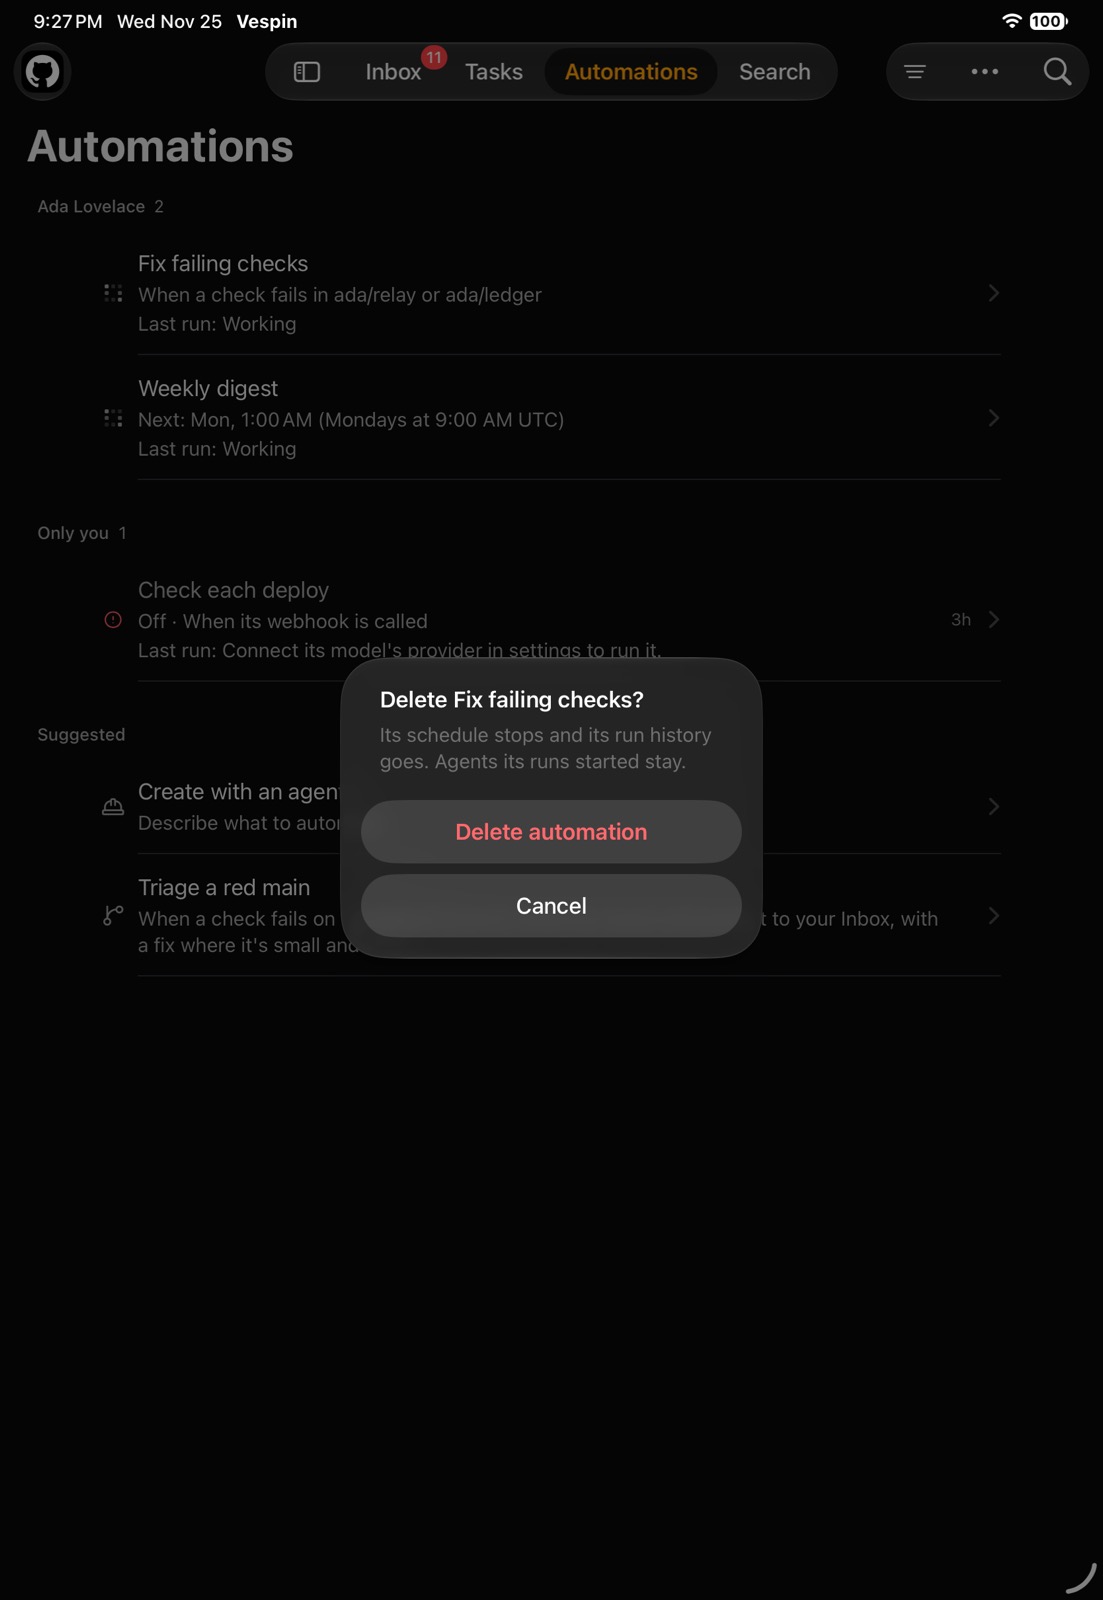 9:27 PM Wed Nov 25 Vespin
100
Inbox 11 Tasks Automations Search
Automations
Ada Lovelace 2
Fix failing checks
When a check fails in ada/relay or ada/ledger
Last run: Working
Weekly digest
Next: Mon, 1:00 AM (Mondays at 9:00 AM UTC)
Last run: Working
Only you 1
Check each deploy
Off · When its webhook is called
3h
Last run: Connect its model's provider in settings to run it.
Suggested
Create with an agen
Describe what to autor
Triage a red main
When a check fails on
t to your Inbox, with
a fix where it's small and
Delete Fix failing checks?
Its schedule stops and its run history
goes. Agents its runs started stay.
Delete automation
Cancel